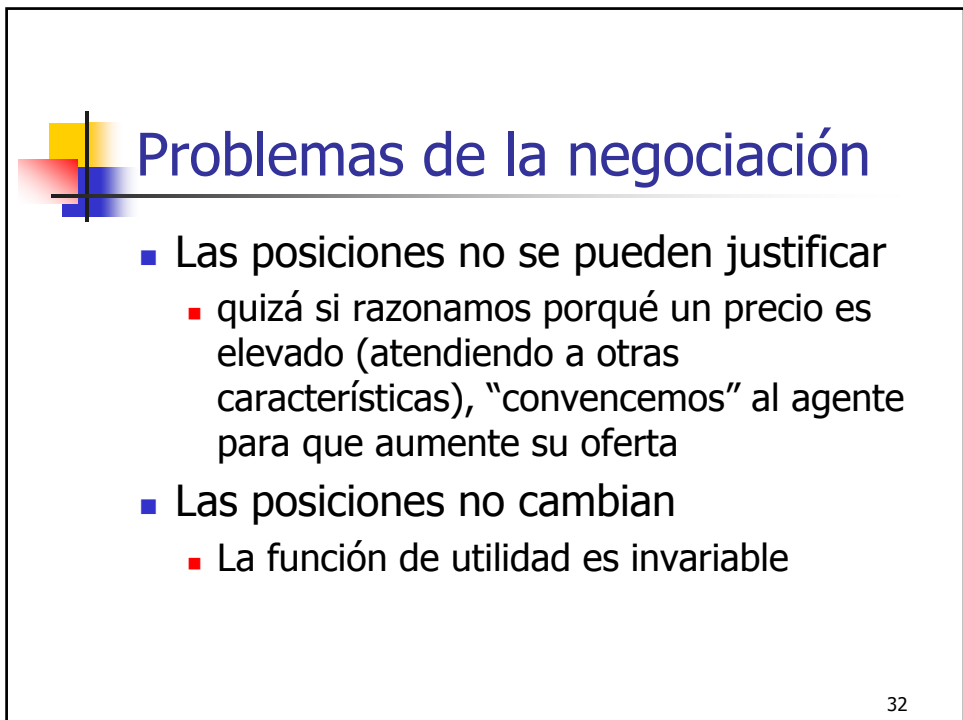 Problemas de la negociación
Las posiciones no se pueden justificar
quizá si razonamos porqué un precio es
elevado (atendiendo a otras
características), “convencemos” al agente
para que aumente su oferta
Las posiciones no cambian
La función de utilidad es invariable
32